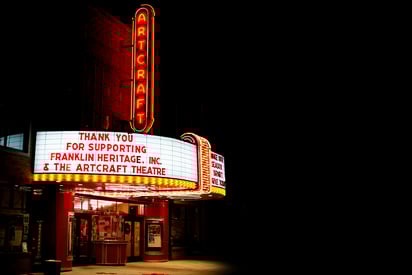 ARTCRAFT
THANK YOU
FOR SUPPORTING
FRANKLIN HERITAGE, INC.
& THE ARTCRAFT THEATRE